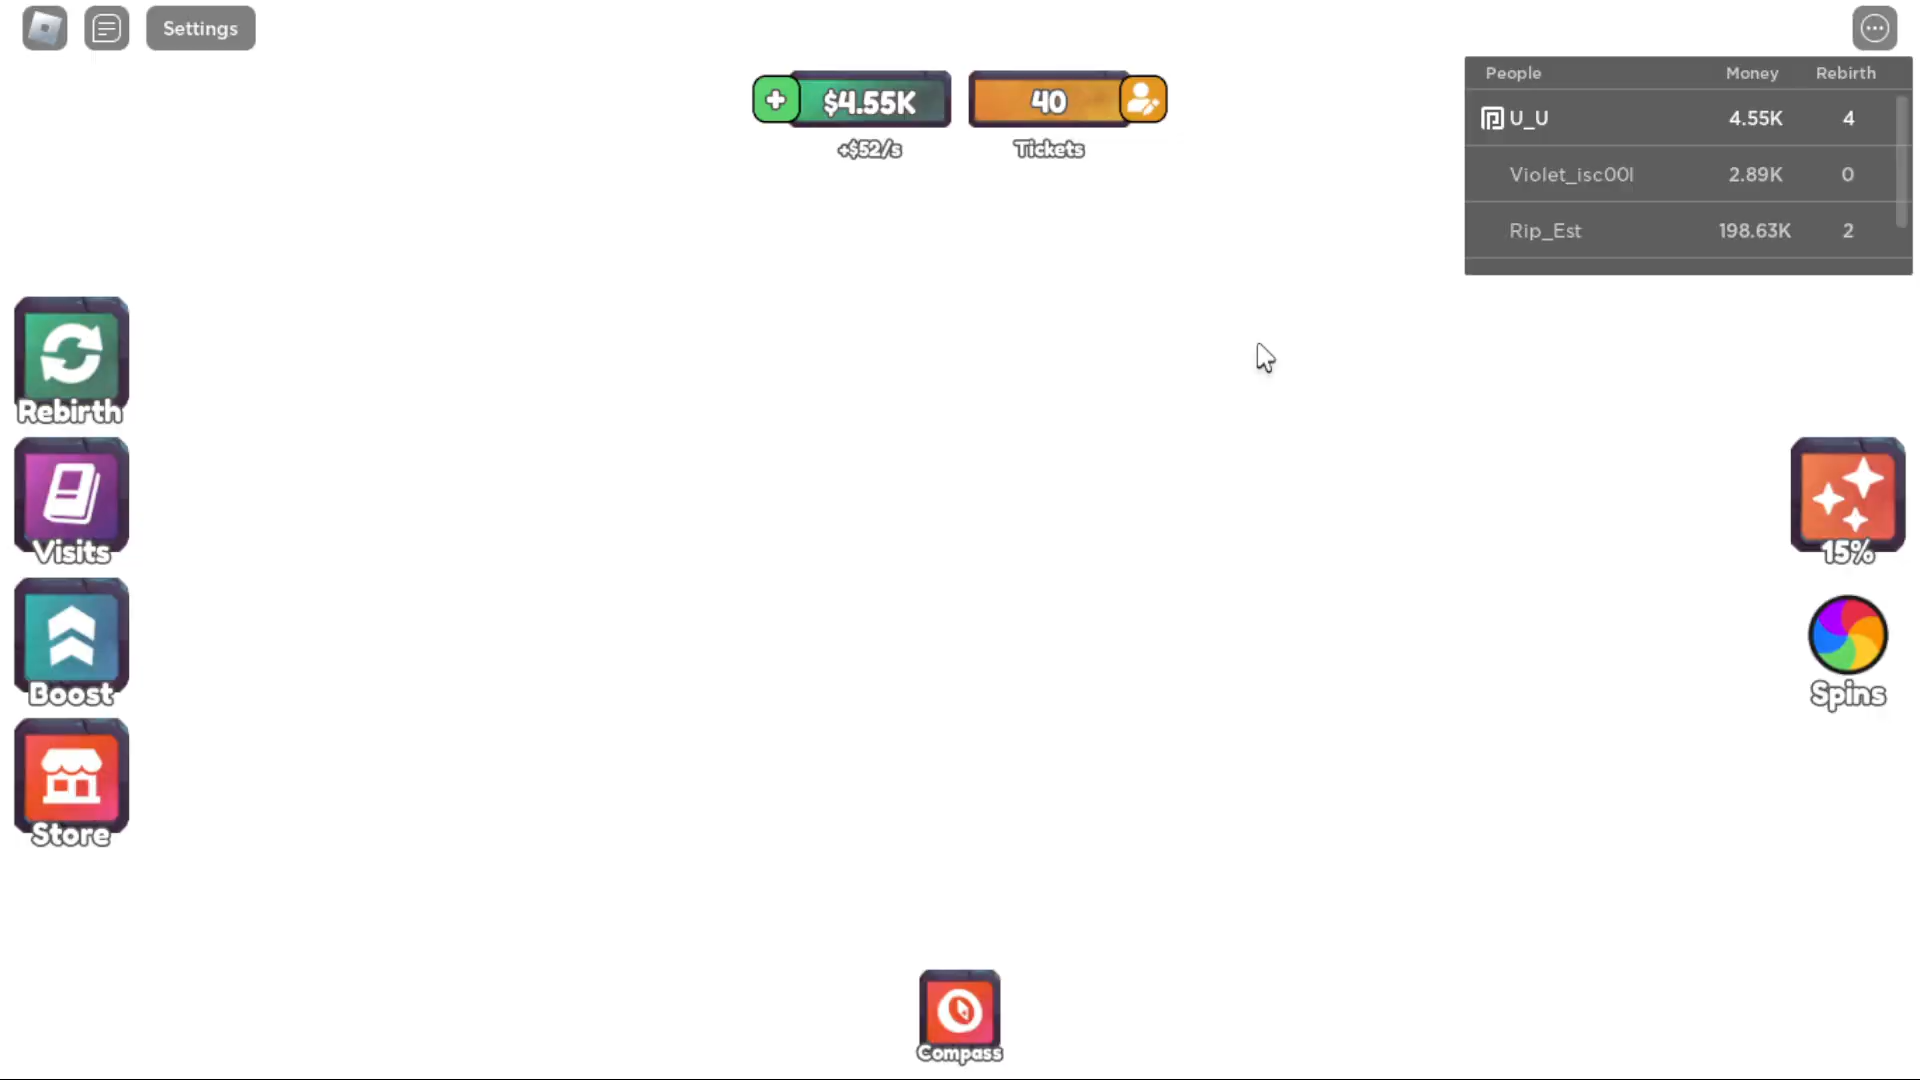 Settings
$4.55K
+$52/s
40
Tickets
People Money Rebirth
U_U 4.55K 4
Violet_isc00l 2.89K 0
Rip_Est 198.63K 2
Rebirth
Visits
Boost
Store
15%
Spins
Compass